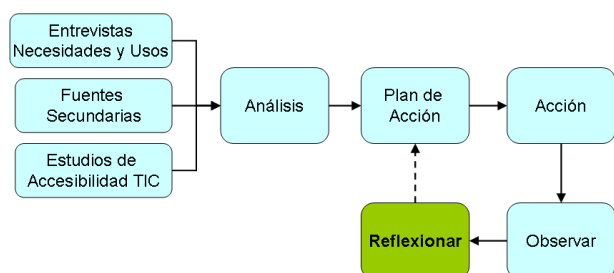 Entrevistas
Necesidades y Usos
Fuentes
Secundarias
Estudios de
Accesibilidad TIC
Análisis
Plan de
Acción
Acción
Observar
Reflexionar